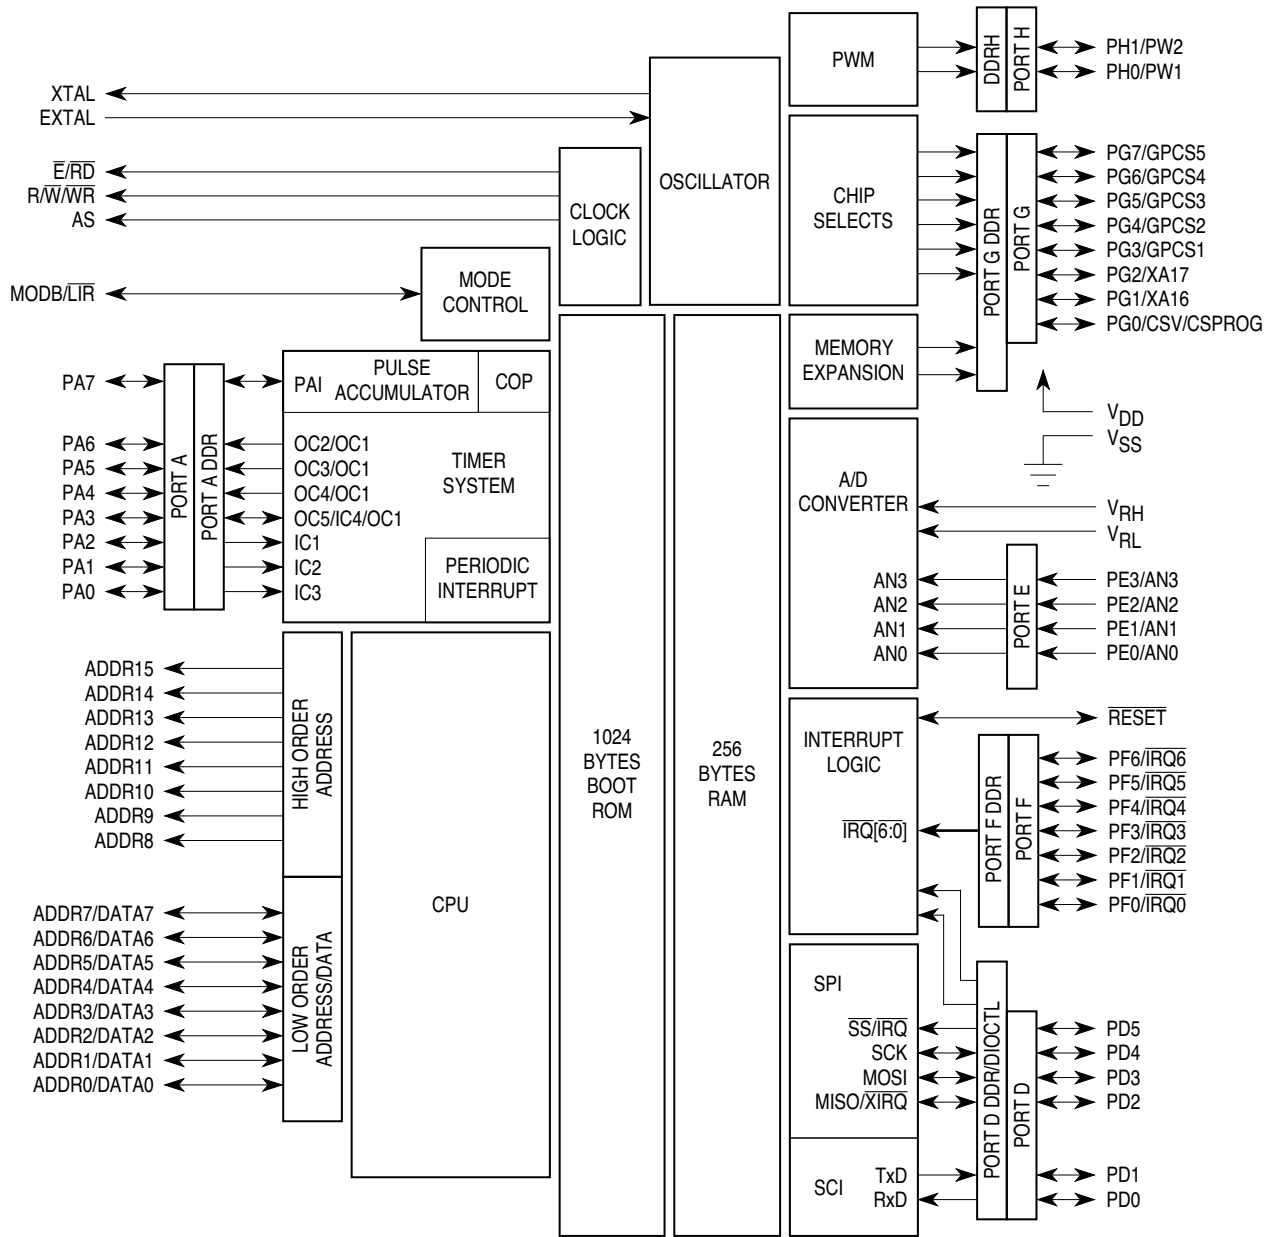 XTAL
EXTAL
E/RD
R/W/WR
AS
MODB/LIR
OSCILLATOR
CLOCK
LOGIC
MODE
CONTROL
PWM
DDRH
PORT H
PH1/PW2
PH0/PW1
CHIP
SELECTS
PORT G DDR
PORT G
PG7/GPCS5
PG6/GPCS4
PG5/GPCS3
PG4/GPCS2
PG3/GPCS1
PG2/XA17
PG1/XA16
PG0/CSV/CSPROG
MEMORY
EXPANSION
VDD
VSS
PA7
PA6
PA5
PA4
PA3
PA2
PA1
PA0
PORT A
PORT A DDR
PAI
PULSE
ACCUMULATOR
COP
OC2/OC1
OC3/OC1
OC4/OC1
OC5/IC4/OC1
IC1
IC2
IC3
TIMER
SYSTEM
PERIODIC
INTERRUPT
A/D
CONVERTER
VRH
VRL
AN3
AN2
AN1
AN0
PORT E
PE3/AN3
PE2/AN2
PE1/AN1
PE0/AN0
ADDR15
ADDR14
ADDR13
ADDR12
ADDR11
ADDR10
ADDR9
ADDR8
HIGH ORDER
ADDRESS
ADDR7/DATA7
ADDR6/DATA6
ADDR5/DATA5
ADDR4/DATA4
ADDR3/DATA3
ADDR2/DATA2
ADDR1/DATA1
ADDR0/DATA0
LOW ORDER
ADDRESS/DATA
CPU
1024
BYTES
BOOT
ROM
256
BYTES
RAM
INTERRUPT
LOGIC
IRQ[6:0]
RESET
PORT F DDR
PORT F
PF6/IRQ6
PF5/IRQ5
PF4/IRQ4
PF3/IRQ3
PF2/IRQ2
PF1/IRQ1
PF0/IRQ0
SPI
SS/IRQ
SCK
MOSI
MISO/XIRQ
SCI
TxD
RxD
PORT D DDR/DIOCTL
PORT D
PD5
PD4
PD3
PD2
PD1
PD0